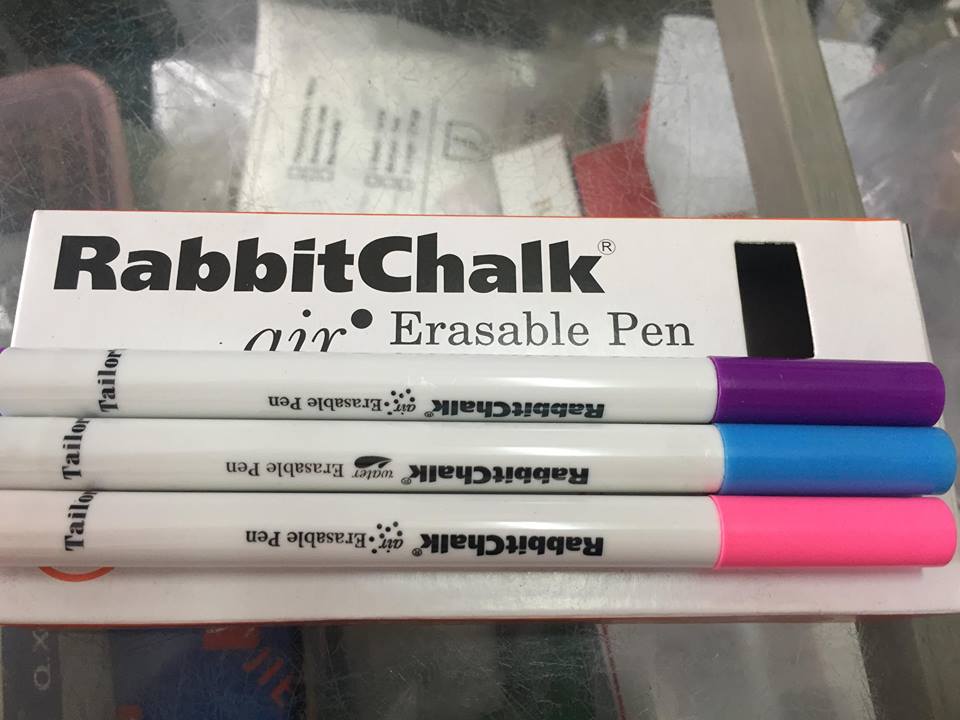 RabbitChalk®
air Erasable Pen
Tailor
RabbitChalk® air Erasable Pen
Tailor
RabbitChalk® water Erasable Pen
Tailor
RabbitChalk® air Erasable Pen